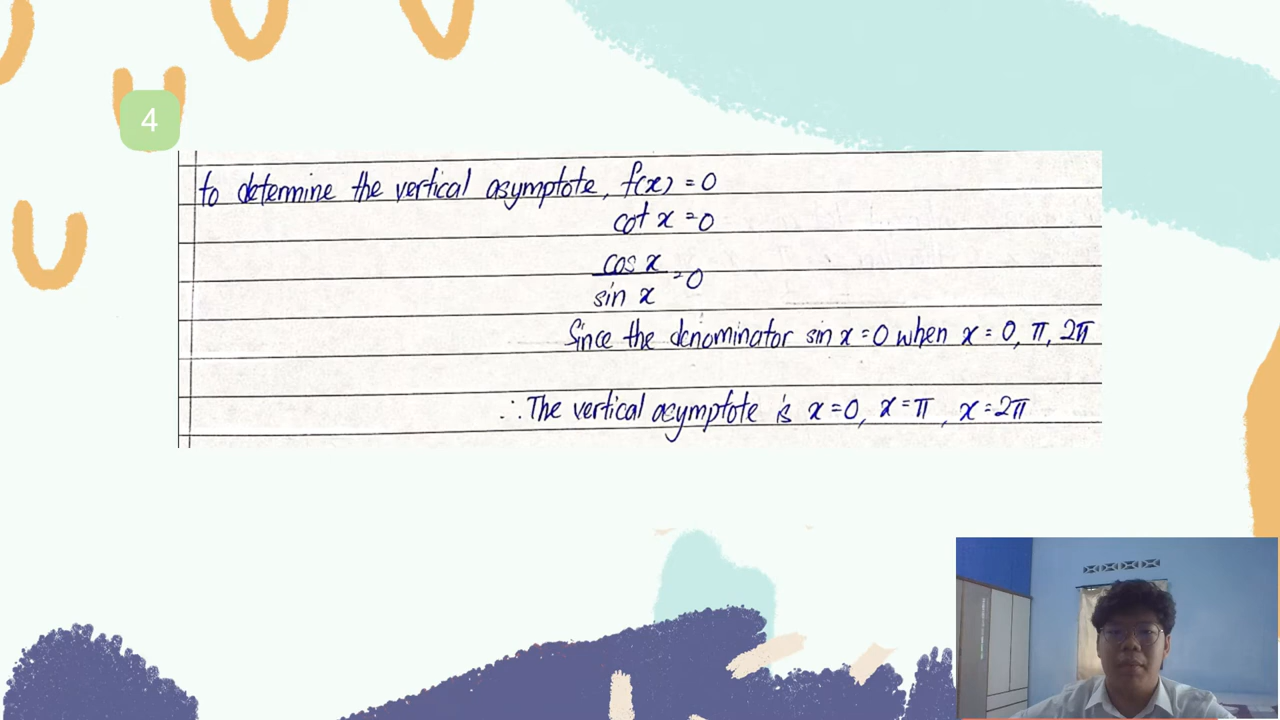 4
to determine the vertical asymptote, f(x) = 0
cot x = 0
cos x
sin x = 0
Since the denominator sin x = 0 when x = 0, π, 2π
∴ The vertical acymptote is x = 0, x = π, x = 2π